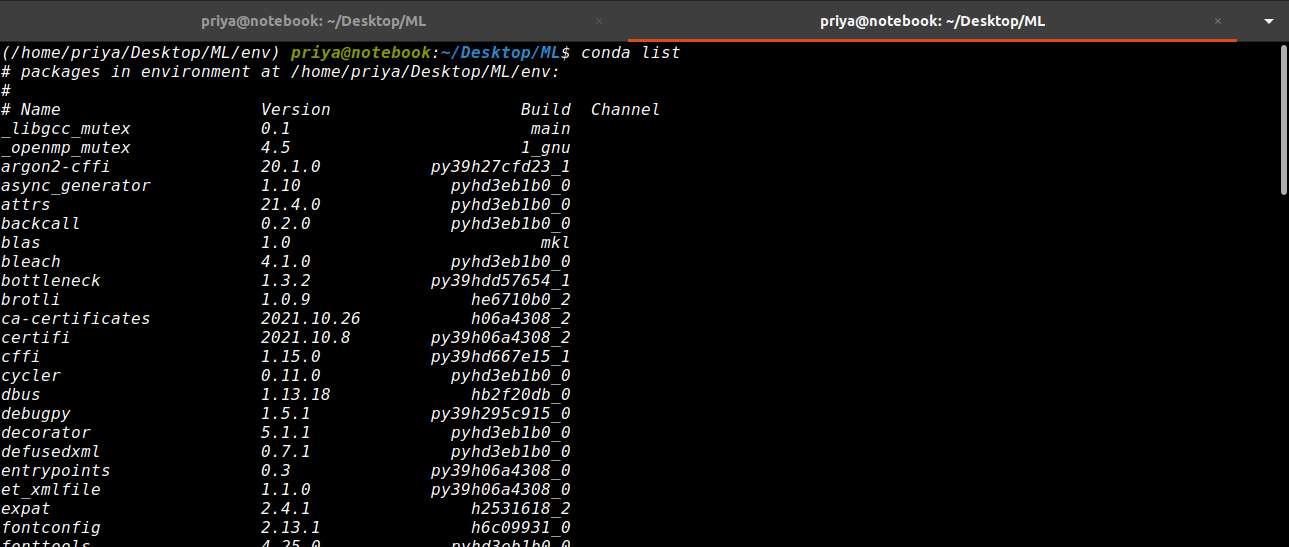 priya@notebook: ~/Desktop/ML × priya@notebook: ~/Desktop/ML ×
(/home/priya/Desktop/ML/env) priya@notebook:~/Desktop/ML$ conda list
# packages in environment at /home/priya/Desktop/ML/env:
#
# Name                    Version                   Build  Channel
_libgcc_mutex             0.1                        main
_openmp_mutex             4.5                       1_gnu
argon2-cffi               20.1.0           py39h27cfd23_1
async_generator           1.10               pyhd3eb1b0_0
attrs                     21.4.0             pyhd3eb1b0_0
backcall                  0.2.0              pyhd3eb1b0_0
blas                      1.0                         mkl
bleach                    4.1.0              pyhd3eb1b0_0
bottleneck                1.3.2            py39hdd57654_1
brotli                    1.0.9                he6710b0_2
ca-certificates           2021.10.26           h06a4308_2
certifi                   2021.10.8        py39h06a4308_2
cffi                      1.15.0           py39hd667e15_1
cycler                    0.11.0             pyhd3eb1b0_0
dbus                      1.13.18              hb2f20db_0
debugpy                   1.5.1            py39h295c915_0
decorator                 5.1.1              pyhd3eb1b0_0
defusedxml                0.7.1              pyhd3eb1b0_0
entrypoints               0.3              py39h06a4308_0
et_xmlfile                1.1.0            py39h06a4308_0
expat                     2.4.1                h2531618_2
fontconfig                2.13.1               h6c09931_0
fonttools                 4.25.0             pyhd3eb1b0_0